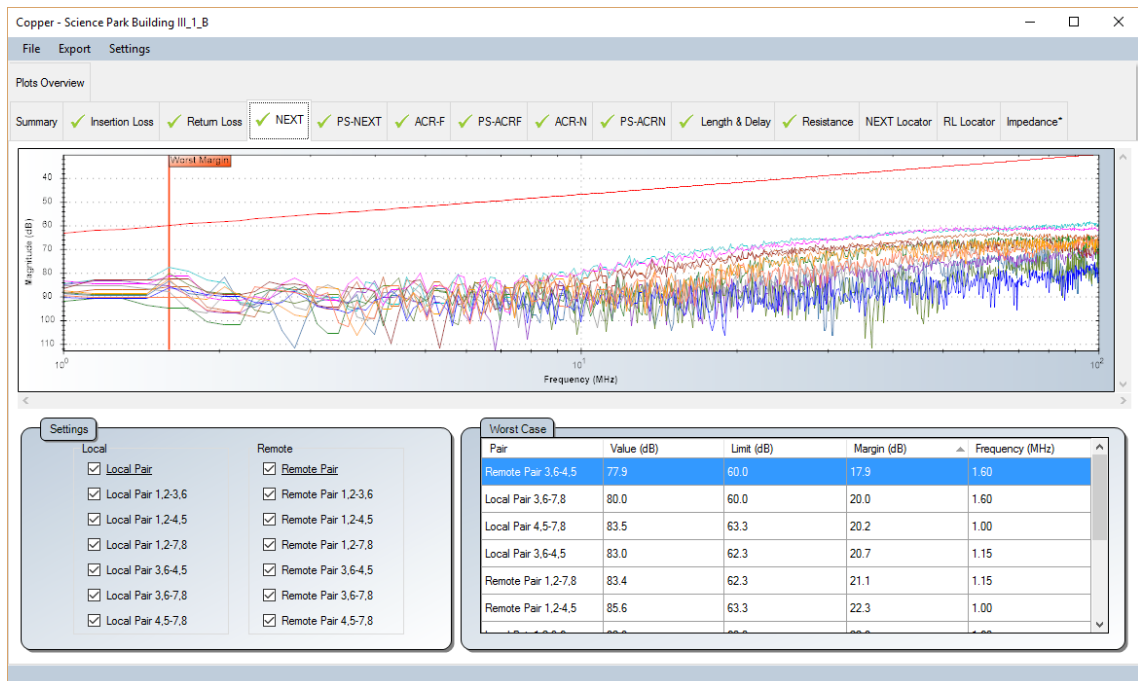 Copper - Science Park Building III_1_B
File Export Settings
Plots Overview
Summary Insertion Loss Return Loss NEXT PS-NEXT ACR-F PS-ACRF ACR-N PS-ACRN Length & Delay Resistance NEXT Locator RL Locator Impedance*
Worst Margin
Magnitude (dB)
40
50
60
70
80
90
100
110
10^0 10^1 10^2
Frequency (MHz)
Settings
Local Remote
Local Pair Remote Pair
Local Pair 1,2-3,6 Remote Pair 1,2-3,6
Local Pair 1,2-4,5 Remote Pair 1,2-4,5
Local Pair 1,2-7,8 Remote Pair 1,2-7,8
Local Pair 3,6-4,5 Remote Pair 3,6-4,5
Local Pair 3,6-7,8 Remote Pair 3,6-7,8
Local Pair 4,5-7,8 Remote Pair 4,5-7,8
Worst Case
Pair Value (dB) Limit (dB) Margin (dB) Frequency (MHz)
Remote Pair 3,6-4,5 77.9 60.0 17.9 1.60
Local Pair 3,6-7,8 80.0 60.0 20.0 1.60
Local Pair 4,5-7,8 83.5 63.3 20.2 1.00
Local Pair 3,6-4,5 83.0 62.3 20.7 1.15
Remote Pair 1,2-7,8 83.4 62.3 21.1 1.15
Remote Pair 1,2-4,5 85.6 63.3 22.3 1.00